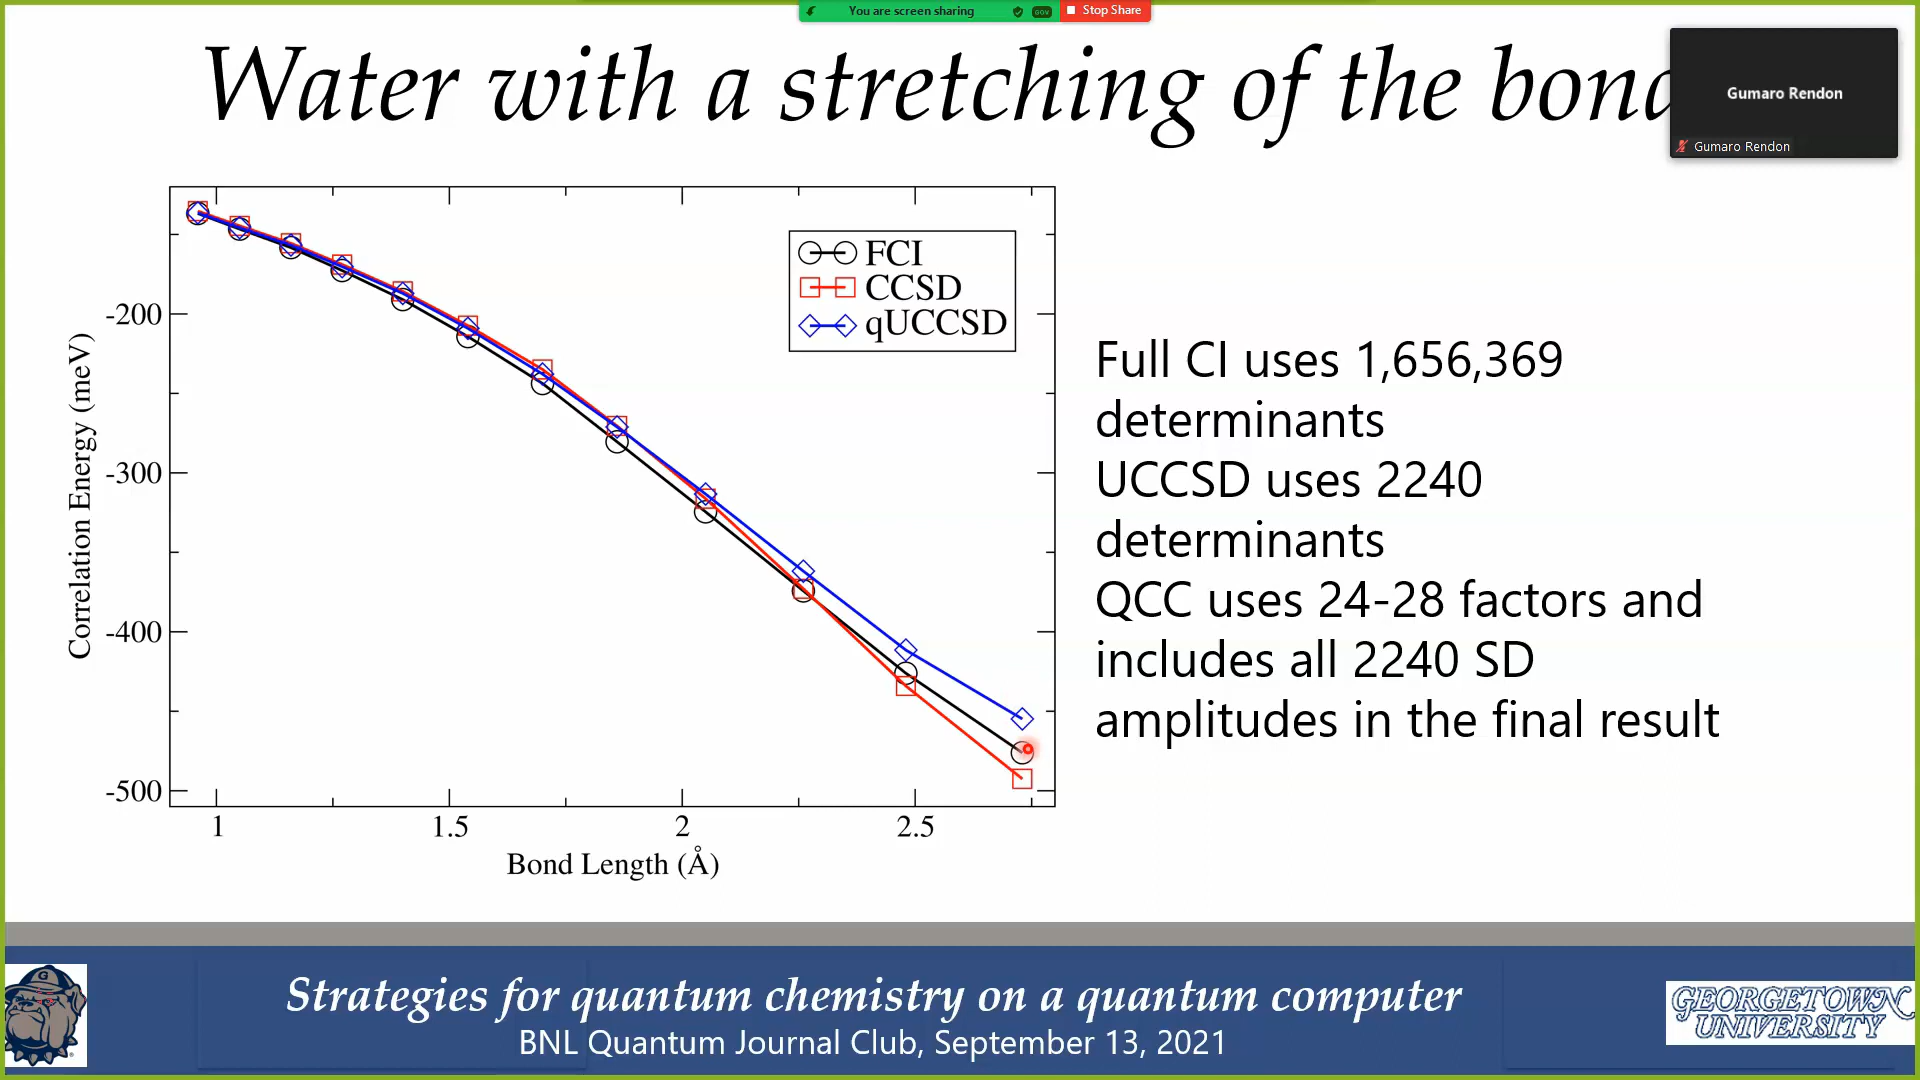 You are screen sharing
GOV
Stop Share
Water with a stretching of the bond
Gumaro Rendon
Gumaro Rendon
FCI
CCSD
qUCCSD
-200
-300
-400
-500
Correlation Energy (meV)
1 1.5 2 2.5
Bond Length (Å)
Full CI uses 1,656,369
determinants
UCCSD uses 2240
determinants
QCC uses 24-28 factors and
includes all 2240 SD
amplitudes in the final result
Strategies for quantum chemistry on a quantum computer
BNL Quantum Journal Club, September 13, 2021
G
GEORGETOWN
UNIVERSITY